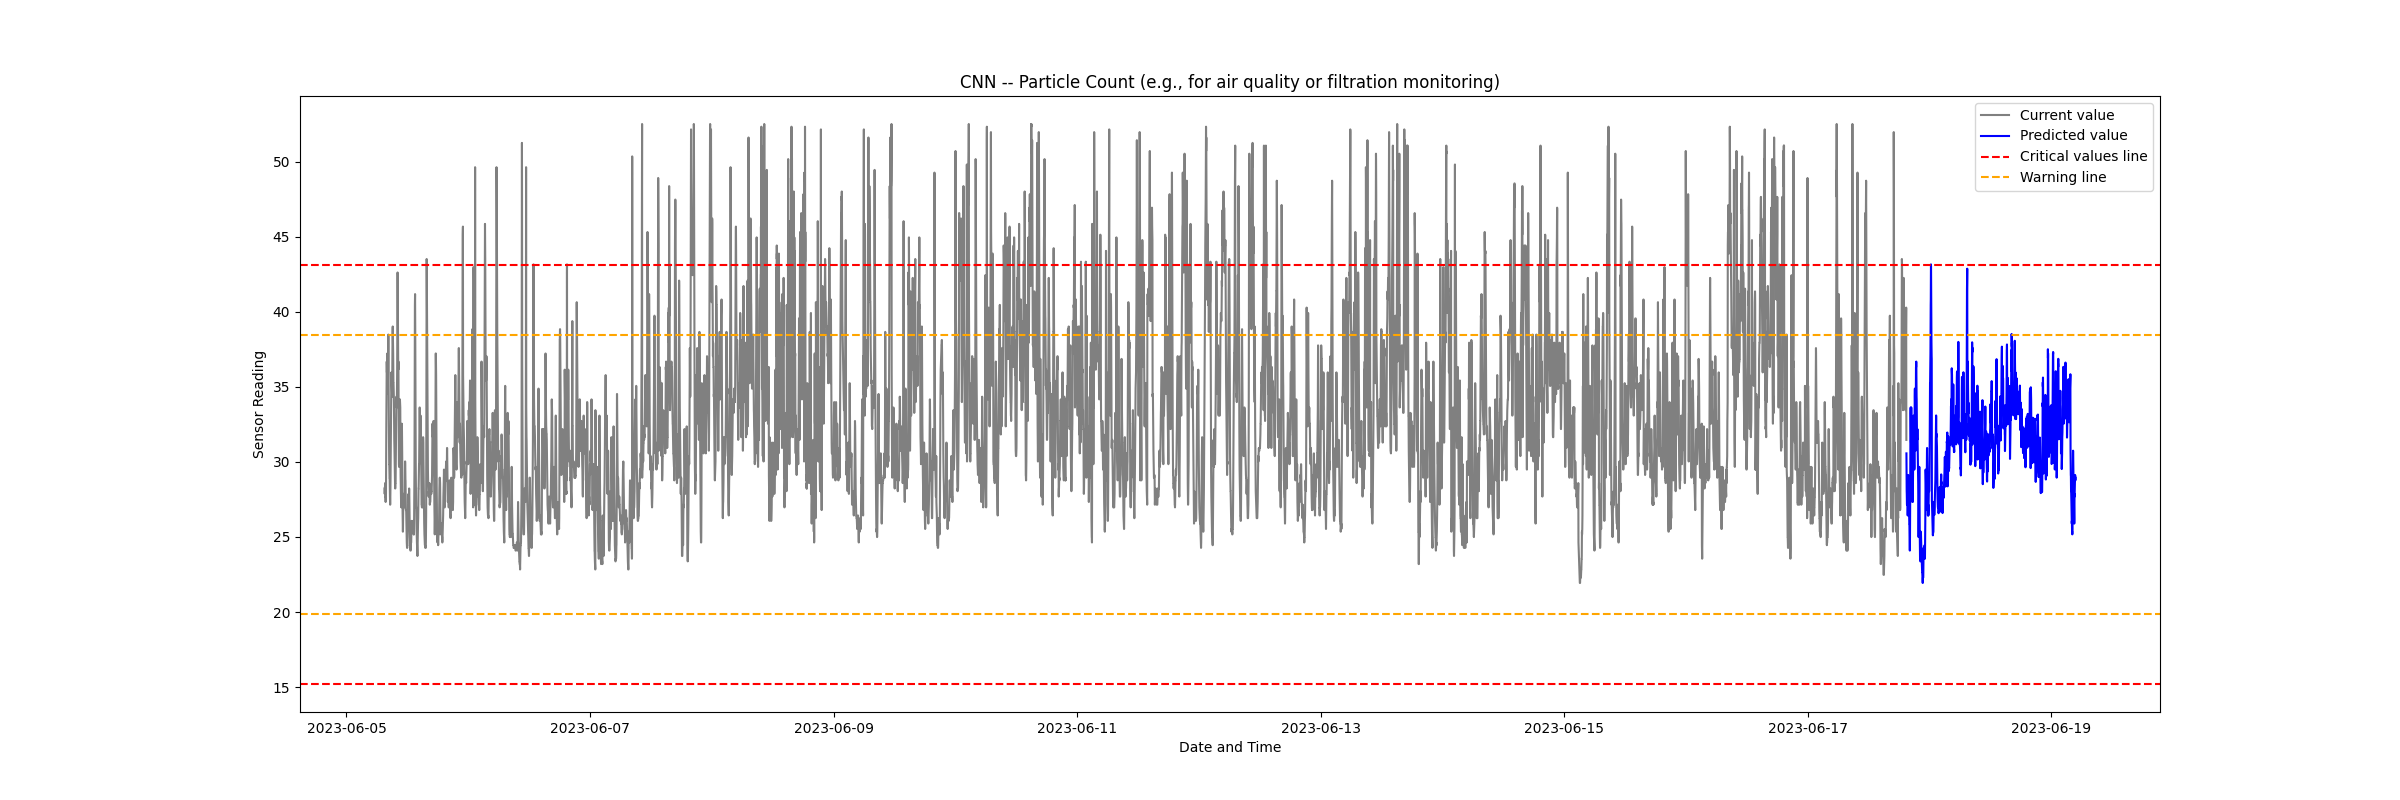 CNN -- Particle Count (e.g., for air quality or filtration monitoring)
Current value
Predicted value
Critical values line
Warning line
50
45
40
35
30
25
20
15
Sensor Reading
2023-06-05 2023-06-07 2023-06-09 2023-06-11 2023-06-13 2023-06-15 2023-06-17 2023-06-19
Date and Time